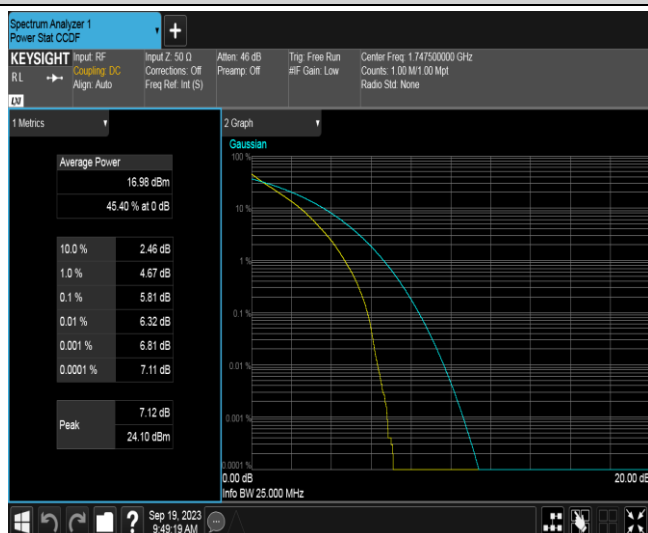 Spectrum Analyzer 1
Power Stat CCDF
+
KEYSIGHT
R L
LXI
Input: RF
Coupling: DC
Align: Auto
Input Z: 50 Ω
Corrections: Off
Freq Ref: Int (S)
Atten: 46 dB
Preamp: Off
Trig: Free Run
#IF Gain: Low
Center Freq: 1.747500000 GHz
Counts: 1.00 M/1.00 Mpt
Radio Std: None
1 Metrics
Average Power
16.98 dBm
45.40 % at 0 dB
10.0 % 2.46 dB
1.0 % 4.67 dB
0.1 % 5.81 dB
0.01 % 6.32 dB
0.001 % 6.81 dB
0.0001 % 7.11 dB
Peak
7.12 dB
24.10 dBm
2 Graph
Gaussian
100 %
10 %
1 %
0.1 %
0.01 %
0.001 %
0.0001 %
0.00 dB 20.00 dB
Info BW 25.000 MHz
?
Sep 19, 2023
9:49:19 AM